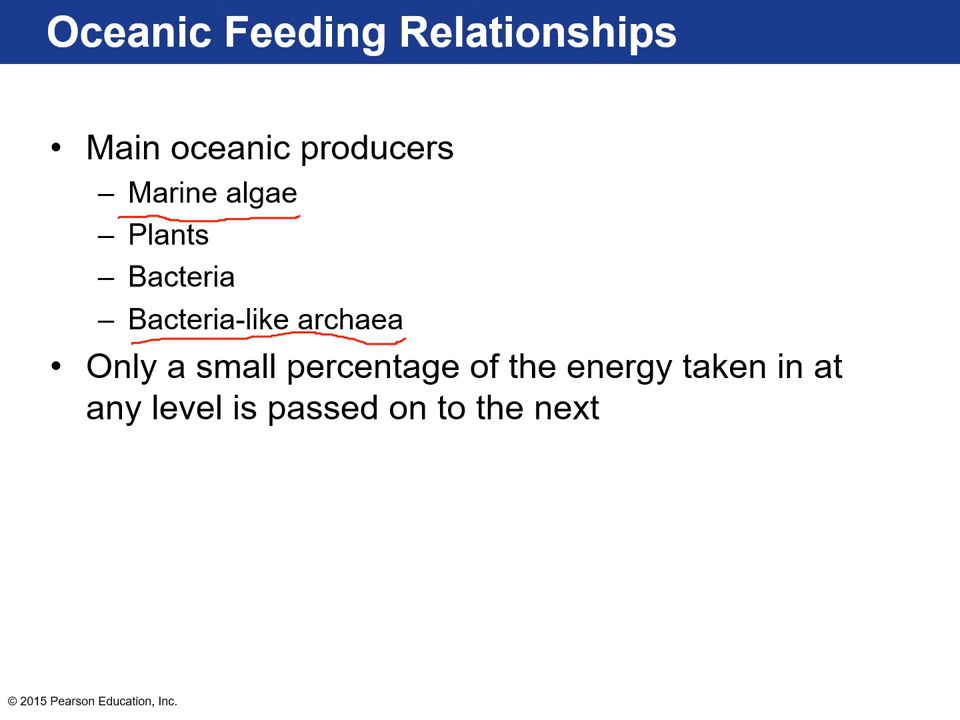 Oceanic Feeding Relationships
• Main oceanic producers
– Marine algae
– Plants
– Bacteria
– Bacteria-like archaea
• Only a small percentage of the energy taken in at
any level is passed on to the next
© 2015 Pearson Education, Inc.